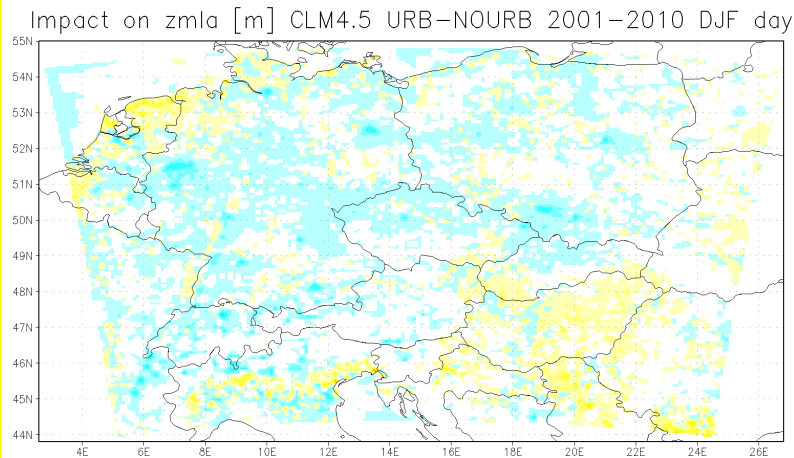 Impact on zmla [m] CLM4.5 URB-NOURB 2001-2010 DJF day
55N
54N
53N
52N
51N
50N
49N
48N
47N
46N
45N
44N
4E 6E 8E 10E 12E 14E 16E 18E 20E 22E 24E 26E